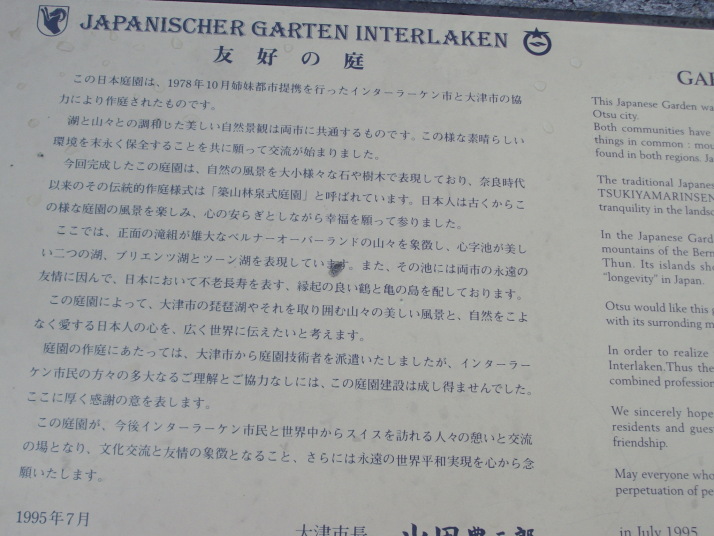 JAPANISCHER GARTEN INTERLAKEN
友好の庭
この日本庭園は、1978年10月姉妹都市提携を行ったインターラーケン市と大津市の協
力により作庭されたものです。
湖と山々との調和した美しい自然景観は両市に共通するものです。この様な素晴らしい
環境を末永く保全することを共に願って交流が始まりました。
今回完成したこの庭園は、自然の風景を大小様々な石や樹木で表現しており、奈良時代
以来のその伝統的作庭様式は「築山林泉式庭園」と呼ばれています。日本人は古くからこ
の様な庭園の風景を楽しみ、心の安らぎとしながら幸福を願って参りました。
ここでは、正面の滝組が雄大なベルナーオーバーランドの山々を象徴し、心字池が美し
い二つの湖、ブリエンツ湖とツーン湖を表現しています。また、その池には両市の永遠の
友情に因んで、日本において不老長寿を表す、縁起の良い鶴と亀の島を配しております。
この庭園によって、大津市の琵琶湖やそれを取り囲む山々の美しい風景と、自然をこよ
なく愛する日本人の心を、広く世界に伝えたいと考えます。
庭園の作庭にあたっては、大津市から庭園技術者を派遣いたしましたが、インターラー
ケン市民の方々の多大なるご理解とご協力なしには、この庭園建設は成し得ませんでした。
ここに厚く感謝の意を表します。
この庭園が、今後インターラーケン市民と世界中からスイスを訪れる人々の憩いと交流
の場となり、文化交流と友情の象徴となること、さらには永遠の世界平和実現を心から念
願いたします。
1995年7月
大津市長 山田豊三郎
GAR
This Japanese Garden wa
Otsu city.
Both communities have
things in common : mou
found in both regions. Ja
The traditional Japanes
TSUKIYAMARINSEN
tranquility in the landsc
In the Japanese Gard
mountains of the Bern
Thun. Its islands sho
"longevity" in Japan.
Otsu would like this g
with its surronding m
In order to realize
Interlaken.Thus the
combined profession
We sincerely hope
residents and gues
friendship.
May everyone who
perpetuation of pe
in July 1995